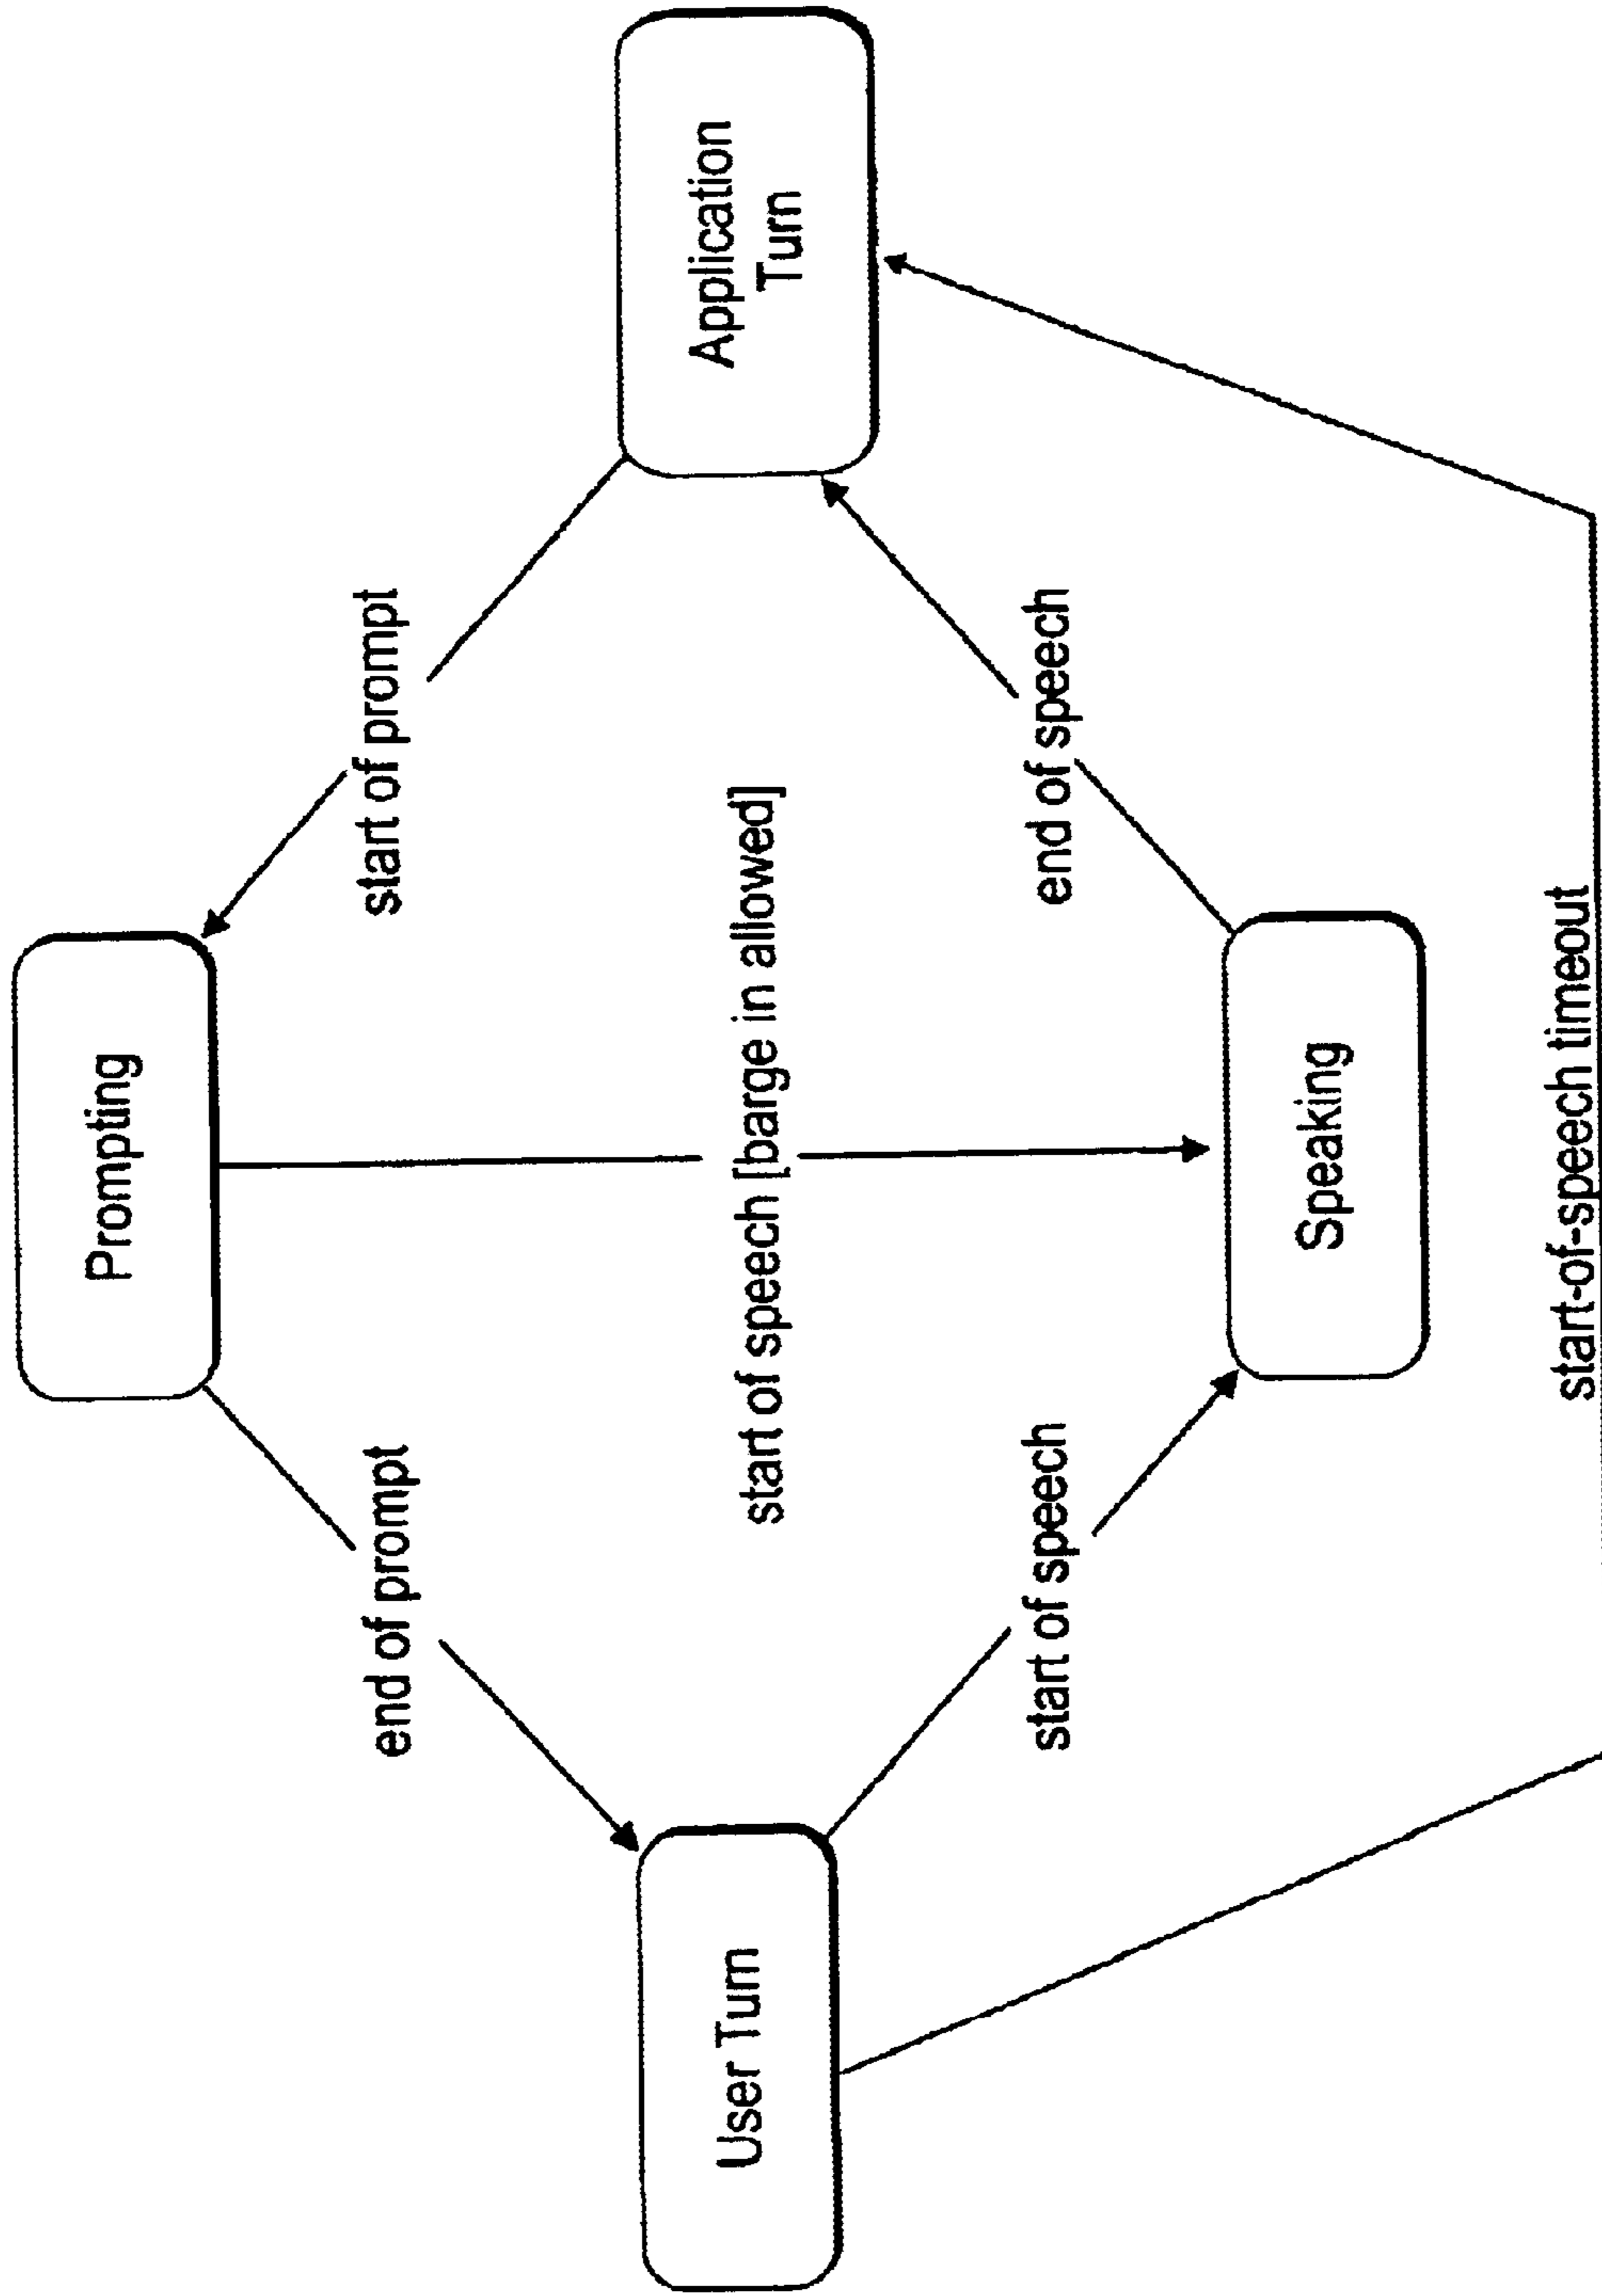 Prompting
end of prompt
start of prompt
User Turn
start of speech [barge in allowed]
Application
Turn
start of speech
end of speech
Speaking
start-of-speech timeout